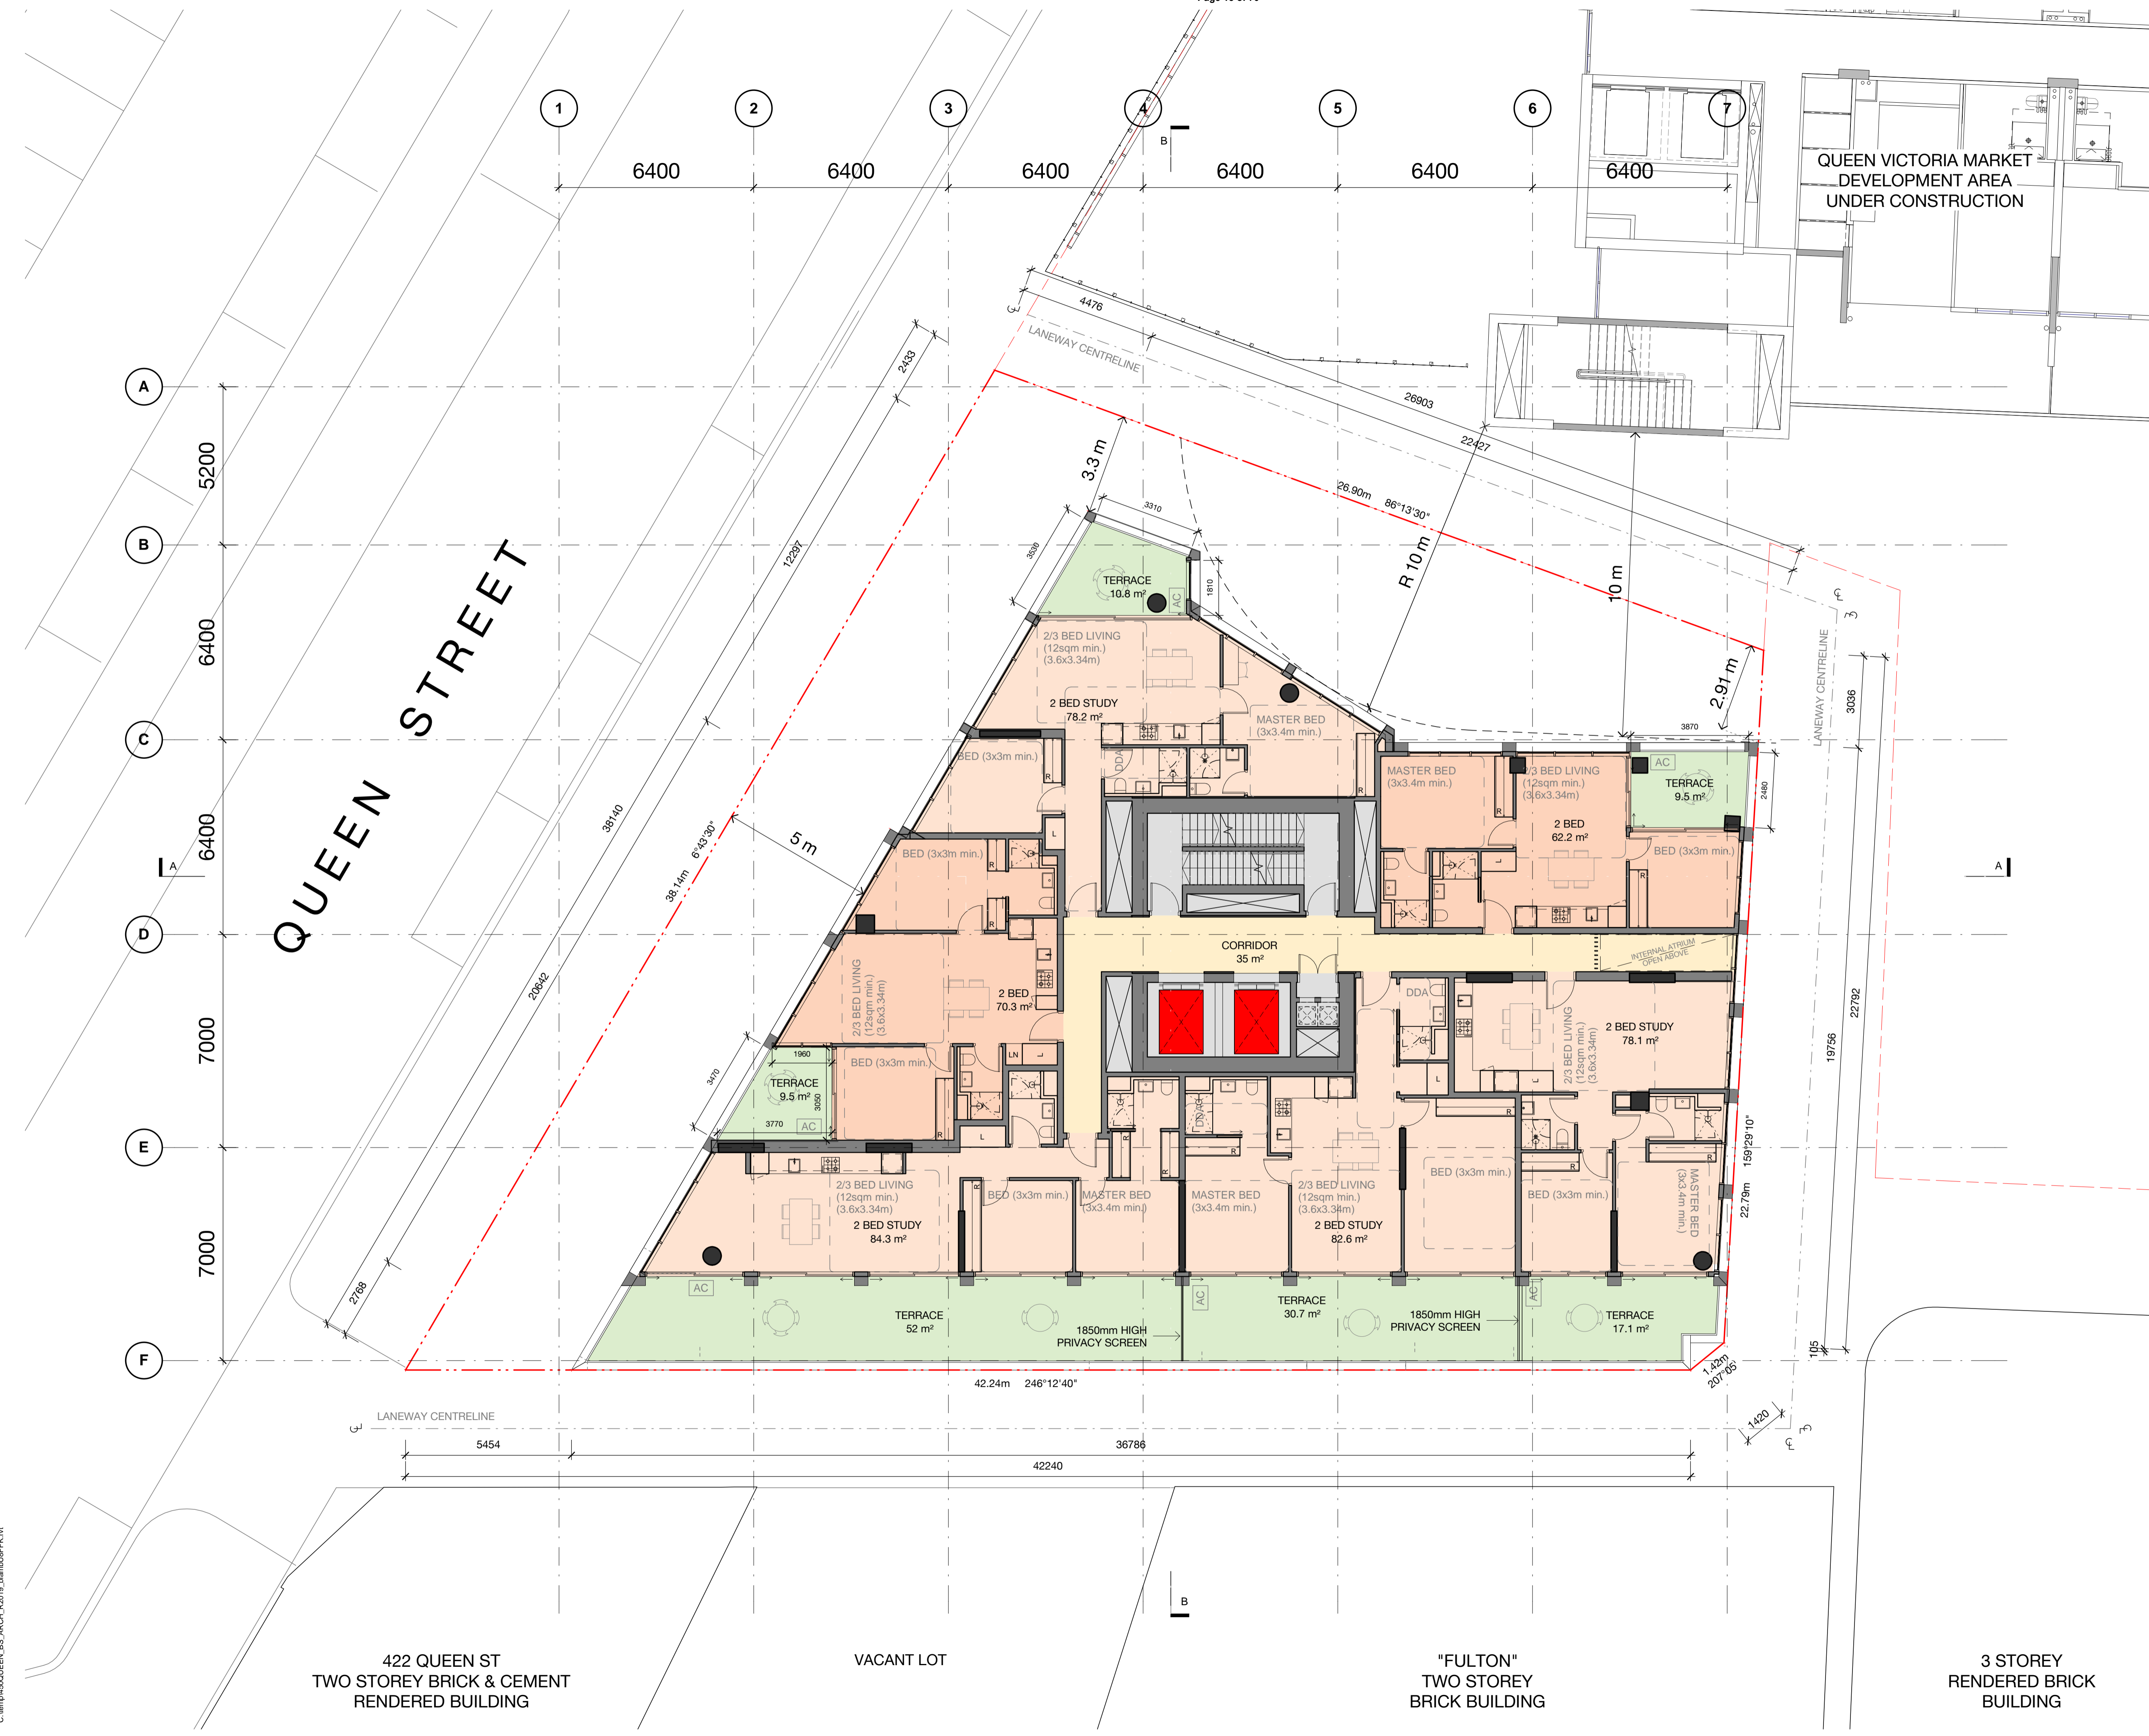 1
2
3
4
5
6
7
B
6400
6400
6400
6400
6400
6400
QUEEN VICTORIA MARKET
DEVELOPMENT AREA
UNDER CONSTRUCTION
4476
LANEWAY CENTRELINE
2433
A
26903
22427
5200
3.3 m
26.90m 86°13'30"
3310
R 10 m
10 m
B
3530
12297
TERRACE
10.8 m²
AC
1810
QUEEN STREET
6400
2/3 BED LIVING
(12sqm min.)
(3.6x3.34m)
2 BED STUDY
78.2 m²
MASTER BED
(3x3.4m min.)
2.91 m
LANEWAY CENTRELINE
3036
3870
C
BED (3x3m min.)
R
DDA
R
MASTER BED
(3x3.4m min.)
R
2/3 BED LIVING
(12sqm min.)
(3.6x3.34m)
AC
TERRACE
9.5 m²
2480
38140
6°43'30"
38.14m
5 m
6400
L
2 BED
62.2 m²
BED (3x3m min.)
R
L
BED (3x3m min.)
R
R
A
A
D
CORRIDOR
35 m²
INTERNAL ATRIUM
OPEN ABOVE
20642
2/3 BED LIVING
(12sqm min.)
(3.6x3.34m)
2 BED
70.3 m²
DDA
2/3 BED LIVING
(12sqm min.)
(3.6x3.34m)
2 BED STUDY
78.1 m²
22792
19756
7000
1960
BED (3x3m min.)
LN
L
L
L
3470
TERRACE
9.5 m²
3050
3770
AC
R
DDA
R
E
L
R
R
R
R
BED (3x3m min.)
R
R
22.79m 159°29'10"
2/3 BED LIVING
(12sqm min.)
(3.6x3.34m)
2 BED STUDY
84.3 m²
R
BED (3x3m min.)
MASTER BED
(3x3.4m min.)
MASTER BED
(3x3.4m min.)
2/3 BED LIVING
(12sqm min.)
(3.6x3.34m)
2 BED STUDY
82.6 m²
BED (3x3m min.)
MASTER BED
(3x3.4m min.)
7000
2768
AC
TERRACE
52 m²
1850mm HIGH
PRIVACY SCREEN
AC
TERRACE
30.7 m²
1850mm HIGH
PRIVACY SCREEN
AC
TERRACE
17.1 m²
105
F
1.42m
207°05'
42.24m 246°12'40"
LANEWAY CENTRELINE
1420
5454
36786
42240
B
422 QUEEN ST
TWO STOREY BRICK & CEMENT
RENDERED BUILDING
VACANT LOT
"FULTON"
TWO STOREY
BRICK BUILDING
3 STOREY
RENDERED BRICK
BUILDING